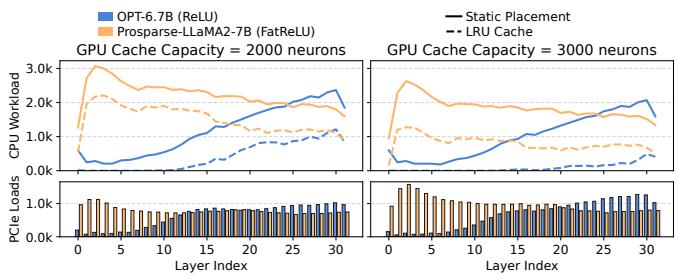 OPT-6.7B (ReLU)
Prosparse-LLaMA2-7B (FatReLU)
Static Placement
LRU Cache
GPU Cache Capacity = 2000 neurons
GPU Cache Capacity = 3000 neurons
CPU Workload
3.0k
2.0k
1.0k
0.0k
3.0k
2.0k
1.0k
0.0k
PCIe Loads
1.0k
0.0k
1.0k
0.0k
0 5 10 15 20 25 30
0 5 10 15 20 25 30
Layer Index
Layer Index